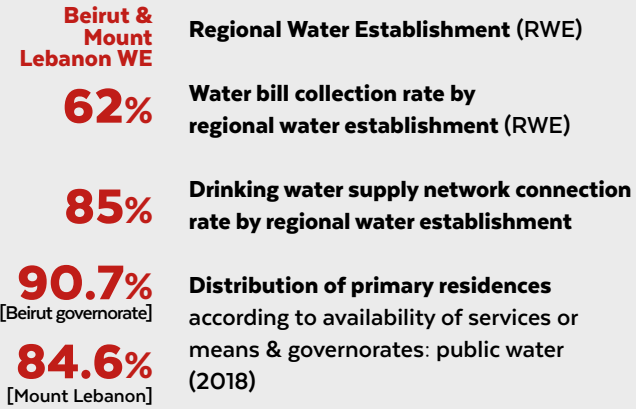 Beirut &
Mount
Lebanon WE
Regional Water Establishment (RWE)
62%
Water bill collection rate by
regional water establishment (RWE)
85%
Drinking water supply network connection
rate by regional water establishment
90.7%
[Beirut governorate]
84.6%
[Mount Lebanon]
Distribution of primary residences
according to availability of services or
means & governorates: public water
(2018)